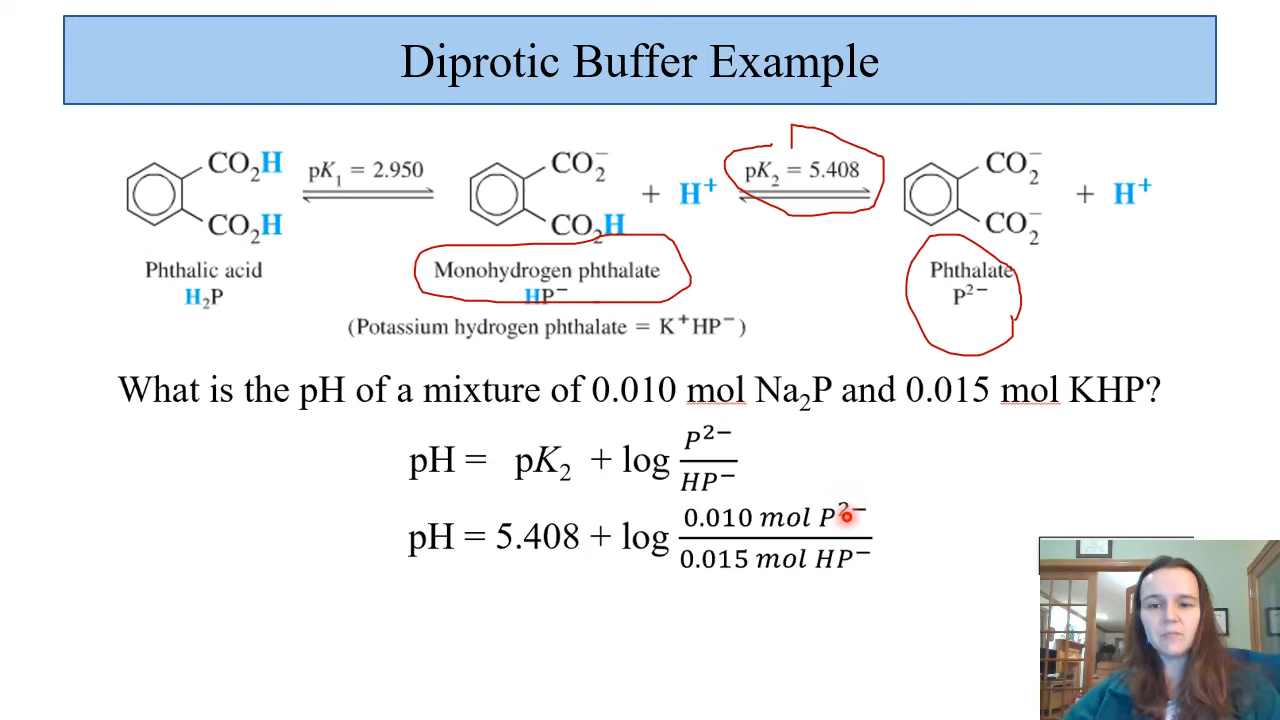 Diprotic Buffer Example
CO₂H
pK₁ = 2.950
CO₂⁻
+ H⁺
pK₂ = 5.408
CO₂⁻
+ H⁺
CO₂H
CO₂H
CO₂⁻
Phthalic acid
Monohydrogen phthalate
Phthalate
H₂P
HP⁻
P²⁻
(Potassium hydrogen phthalate = K⁺HP⁻)
What is the pH of a mixture of 0.010 mol Na₂P and 0.015 mol KHP?
pH = pK₂ + log P²⁻ / HP⁻
pH = 5.408 + log 0.010 mol P²⁻ / 0.015 mol HP⁻